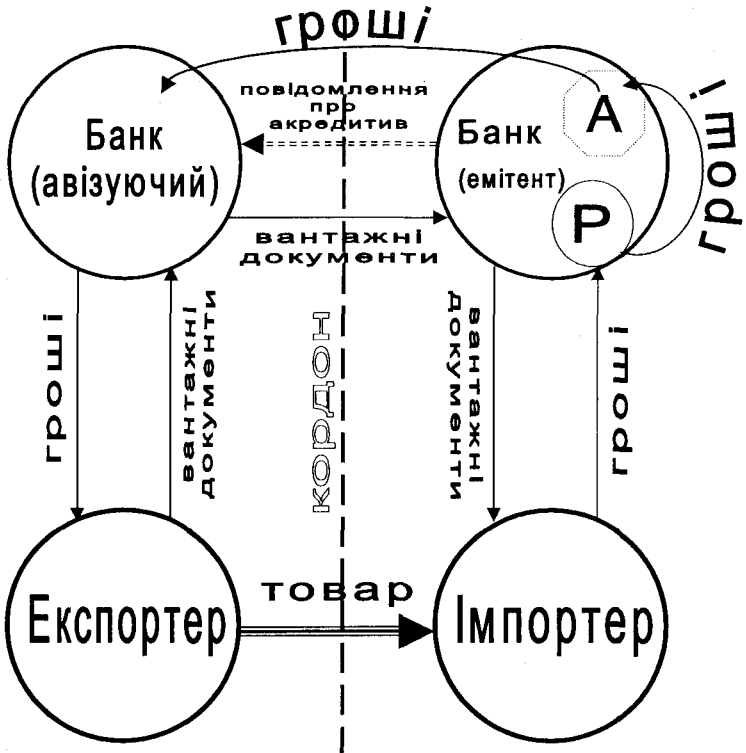 гроші
Банк
(авізуючий)
повідомлення
про
акредитив
Банк
(емітент)
А
Р
гроші
вантажні
документи
гроші
вантажні
документи
кордон
вантажні
документи
гроші
Експортер
товар
Імпортер